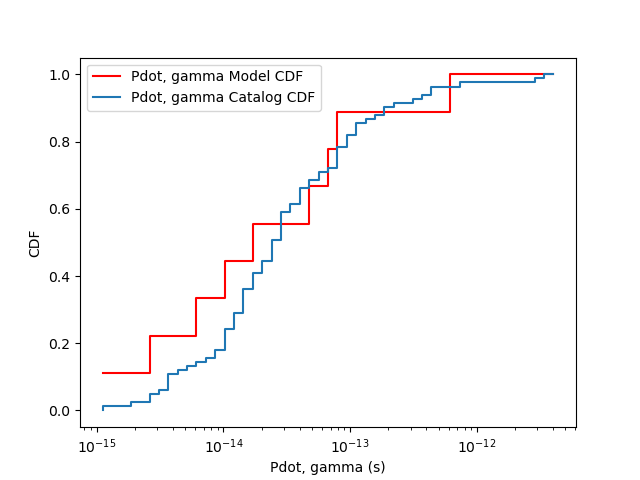 Pdot, gamma Model CDF
Pdot, gamma Catalog CDF
1.0
0.8
0.6
0.4
0.2
0.0
CDF
10⁻¹⁵ 10⁻¹⁴ 10⁻¹³ 10⁻¹²
Pdot, gamma (s)